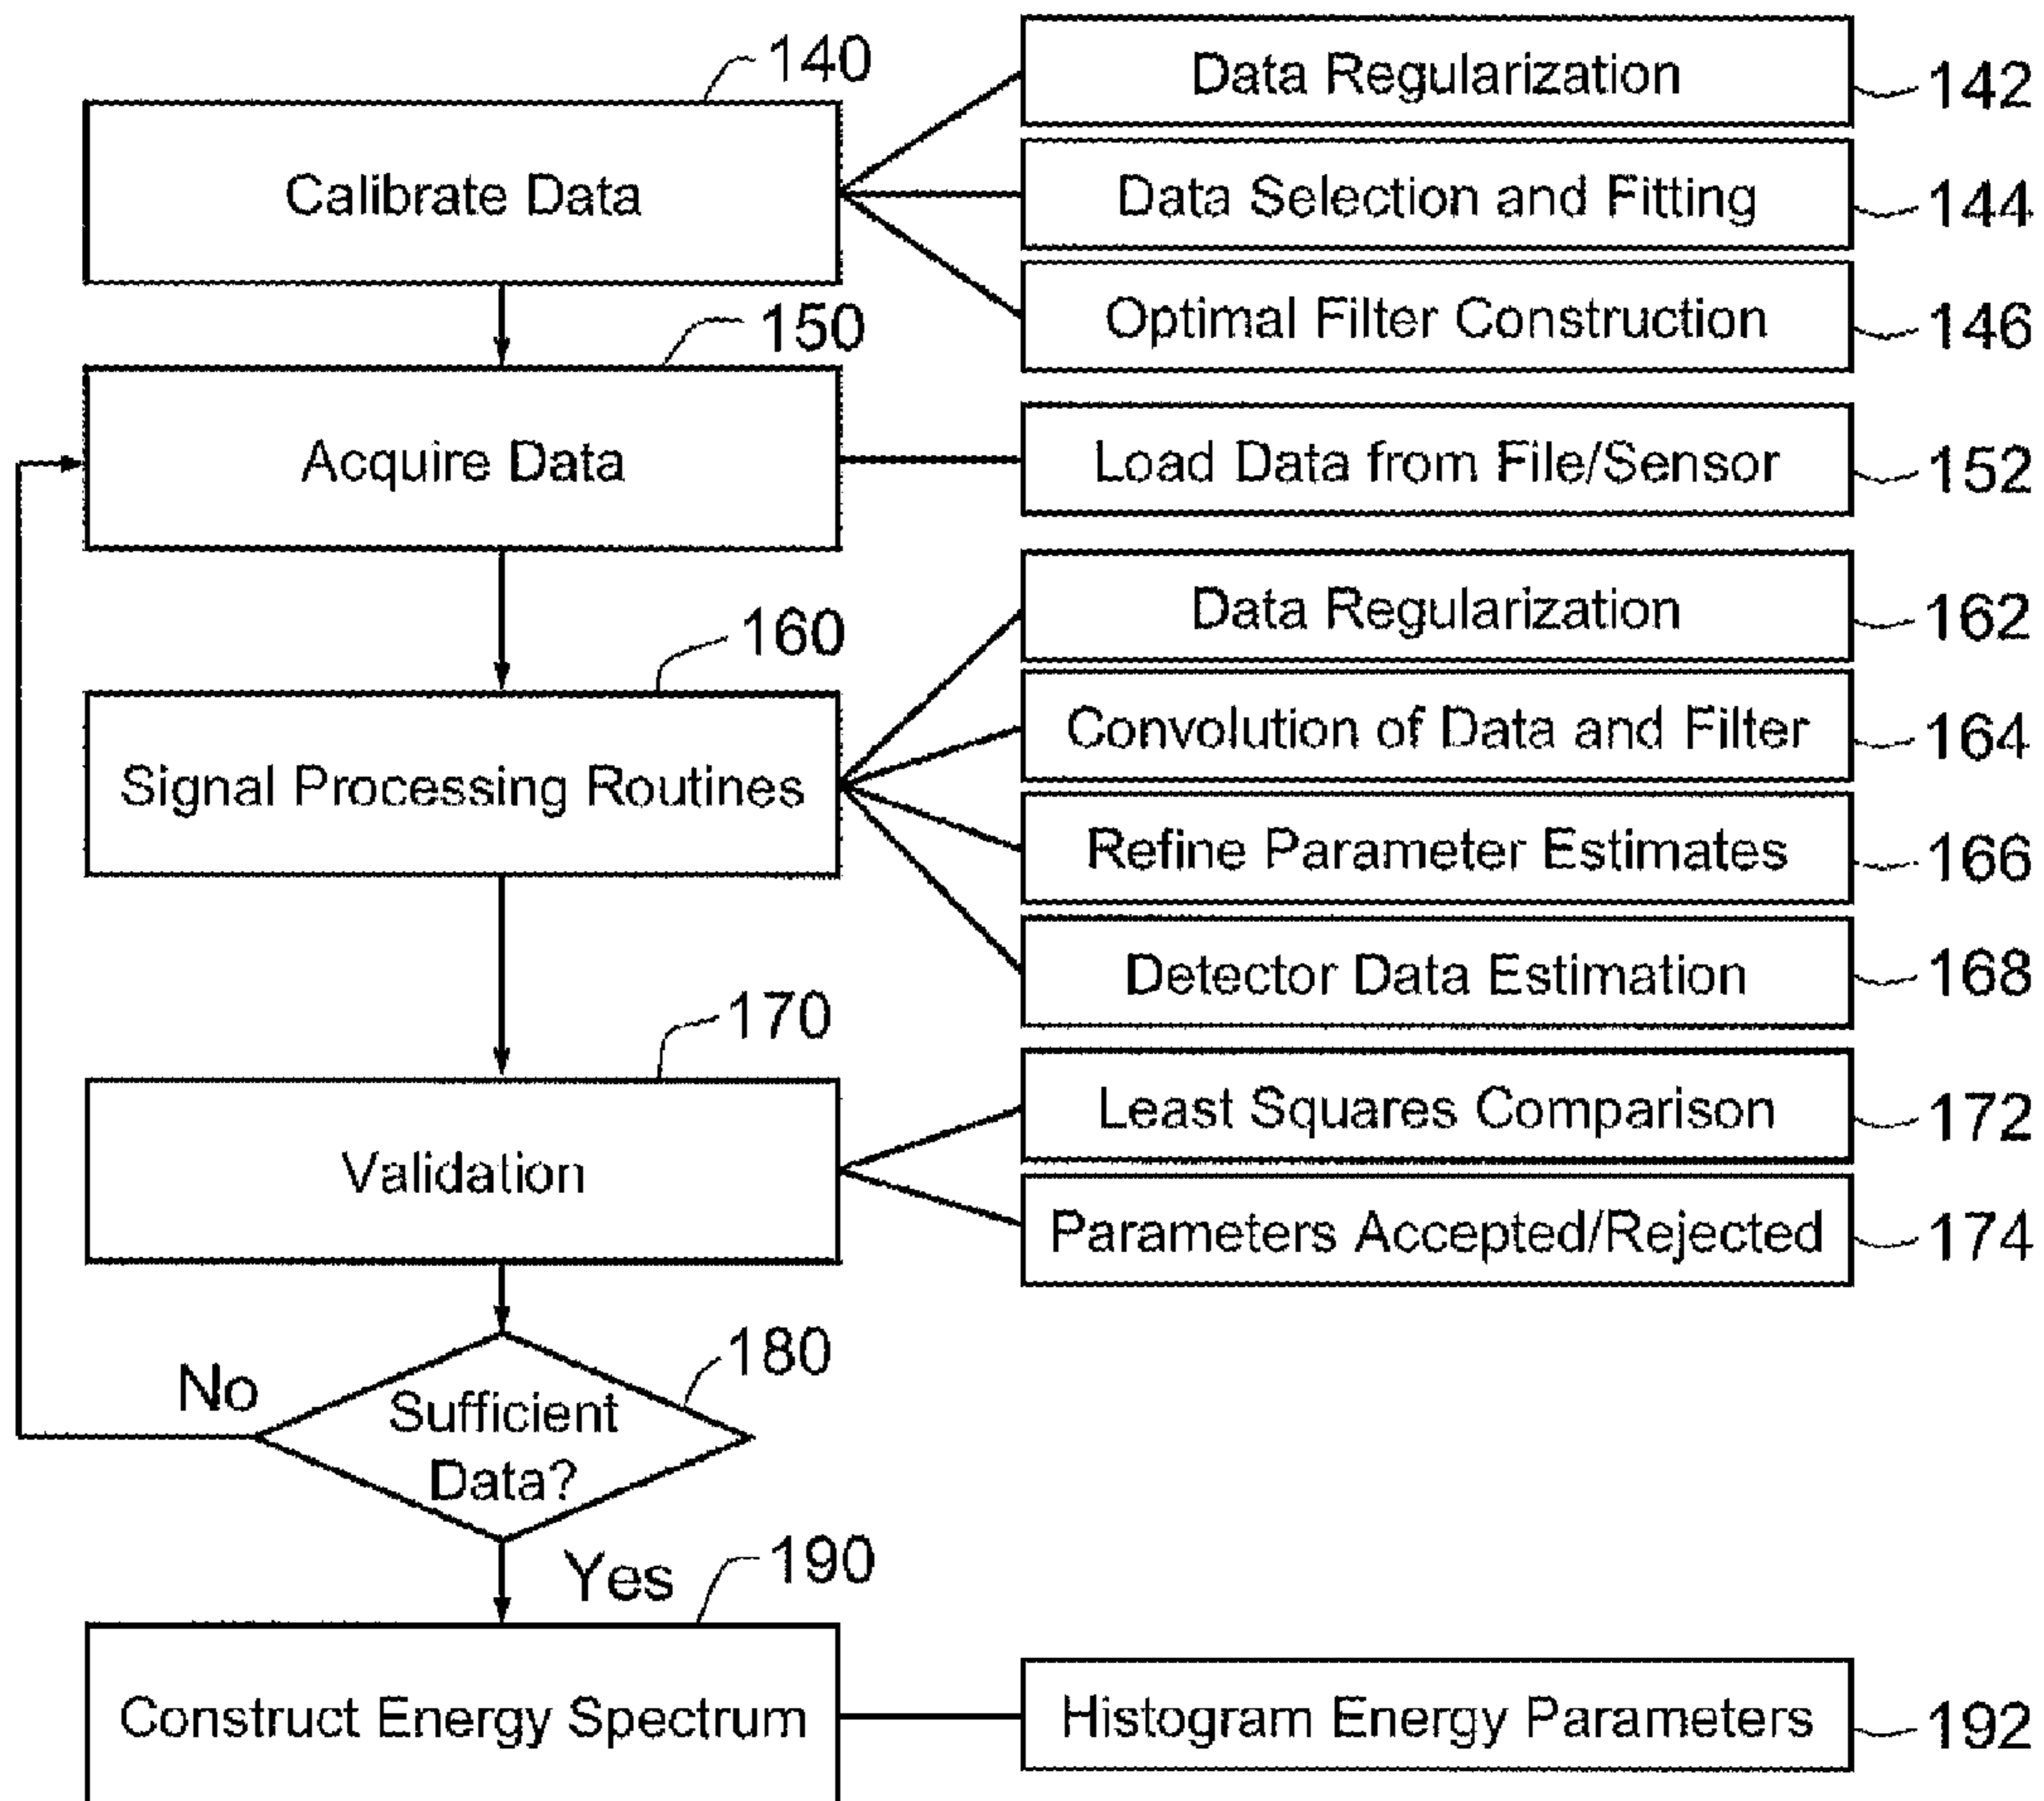 140
Calibrate Data
Data Regularization
142
Data Selection and Fitting
144
Optimal Filter Construction
146
150
Acquire Data
Load Data from File/Sensor
152
160
Signal Processing Routines
Data Regularization
162
Convolution of Data and Filter
164
Refine Parameter Estimates
166
Detector Data Estimation
168
170
Validation
Least Squares Comparison
172
Parameters Accepted/Rejected
174
180
Sufficient
Data?
No
Yes
190
Construct Energy Spectrum
Histogram Energy Parameters
192